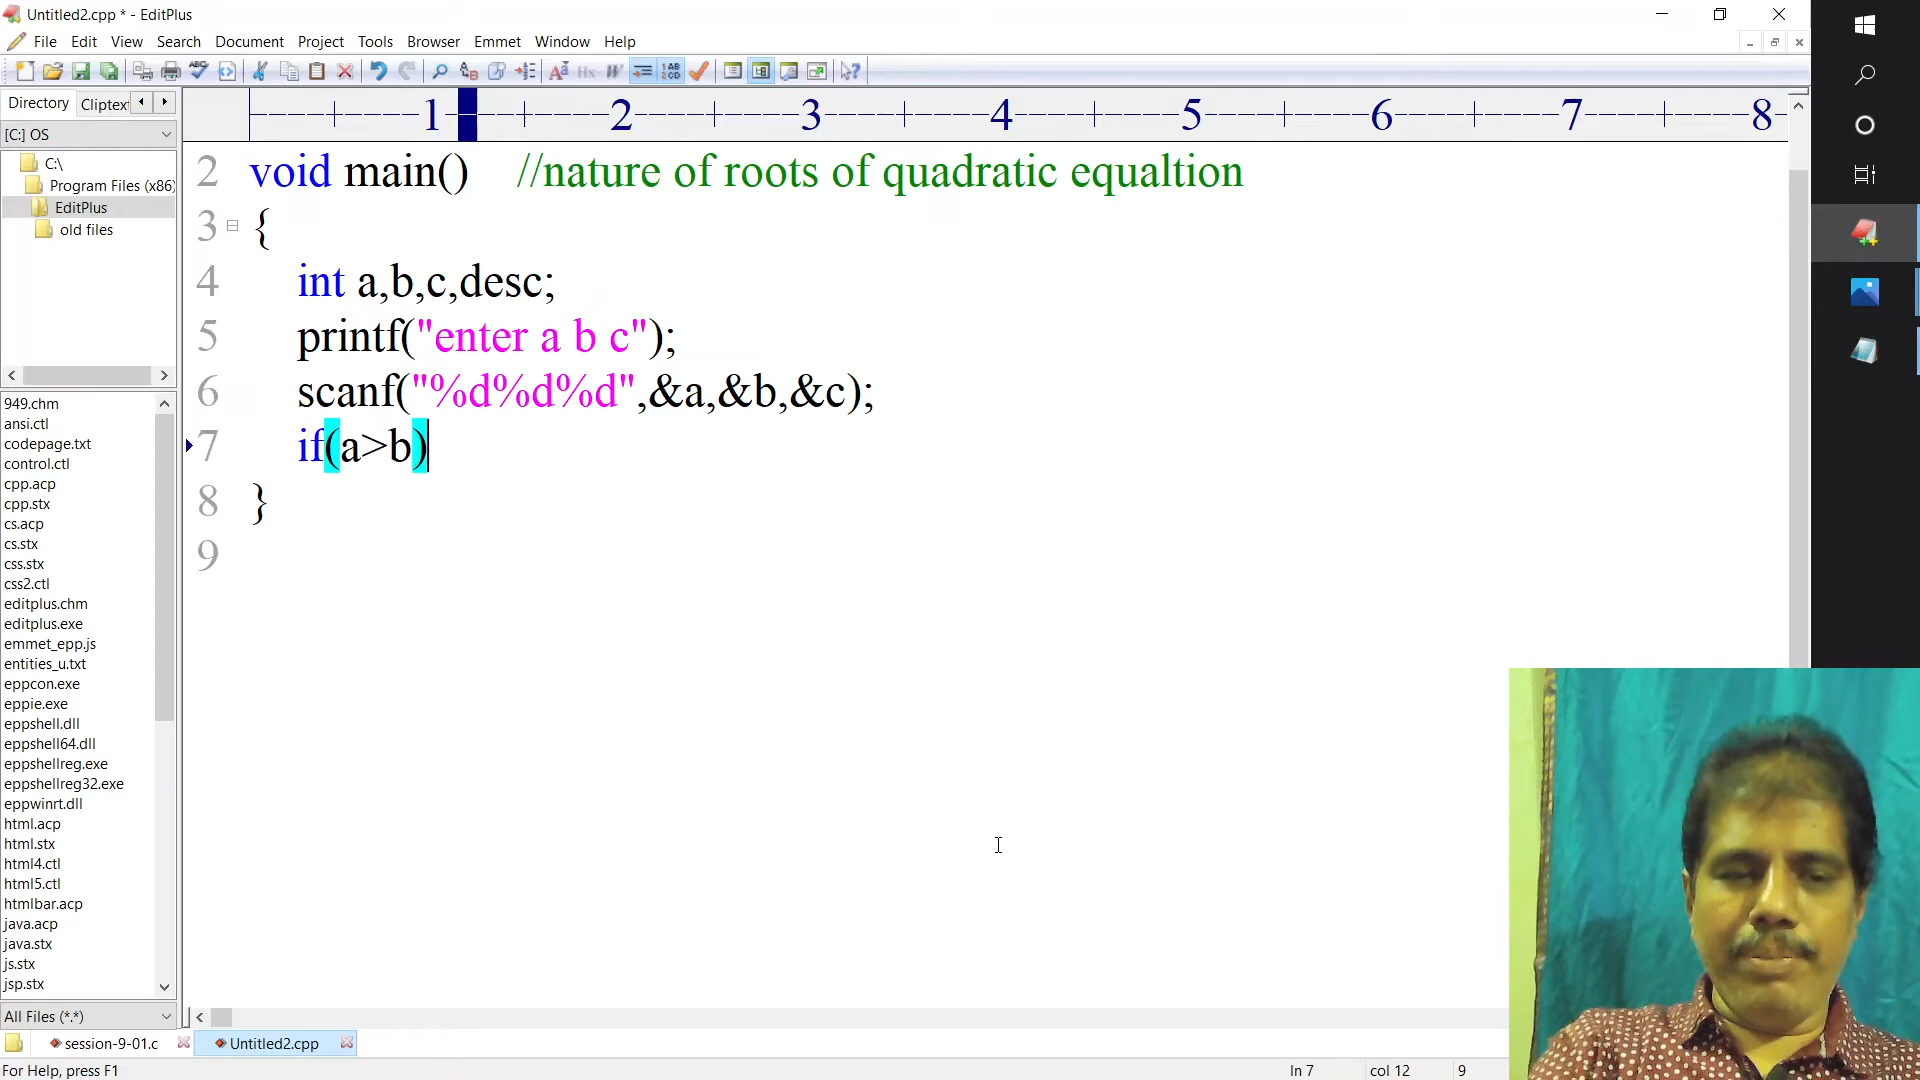 Untitled2.cpp * - EditPlus
File Edit View Search Document Project Tools Browser Emmet Window Help
Directory Cliptext
[C:] OS
C:\
Program Files (x86)
EditPlus
old files
----+----1----+----2----+----3----+----4----+----5----+----6----+----7----+----8-
2 void main() //nature of roots of quadratic equaltion
3 {
4 int a,b,c,desc;
5 printf("enter a b c");
6 scanf("%d%d%d",&a,&b,&c);
7 if(a>b)
8 }
9
949.chm
ansi.ctl
codepage.txt
control.ctl
cpp.acp
cpp.stx
cs.acp
cs.stx
css.stx
css2.ctl
editplus.chm
editplus.exe
emmet_epp.js
entities_u.txt
eppcon.exe
eppie.exe
eppshell.dll
eppshell64.dll
eppshellreg.exe
eppshellreg32.exe
eppwinrt.dll
html.acp
html.stx
html4.ctl
html5.ctl
htmlbar.acp
java.acp
java.stx
js.stx
jsp.stx
All Files (*.*)
session-9-01.c Untitled2.cpp
For Help, press F1 ln 7 col 12 9